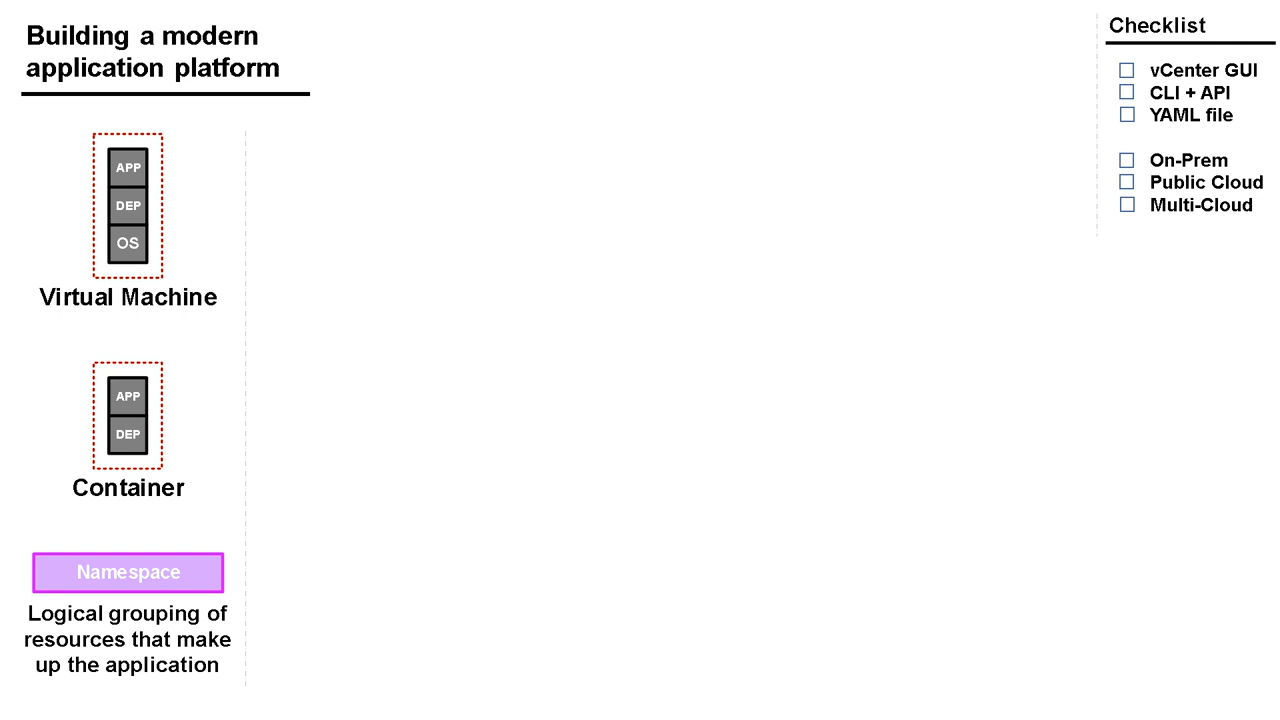 Building a modern
application platform
APP
DEP
OS
Virtual Machine
APP
DEP
Container
Namespace
Logical grouping of
resources that make
up the application
Checklist
vCenter GUI
CLI + API
YAML file
On-Prem
Public Cloud
Multi-Cloud